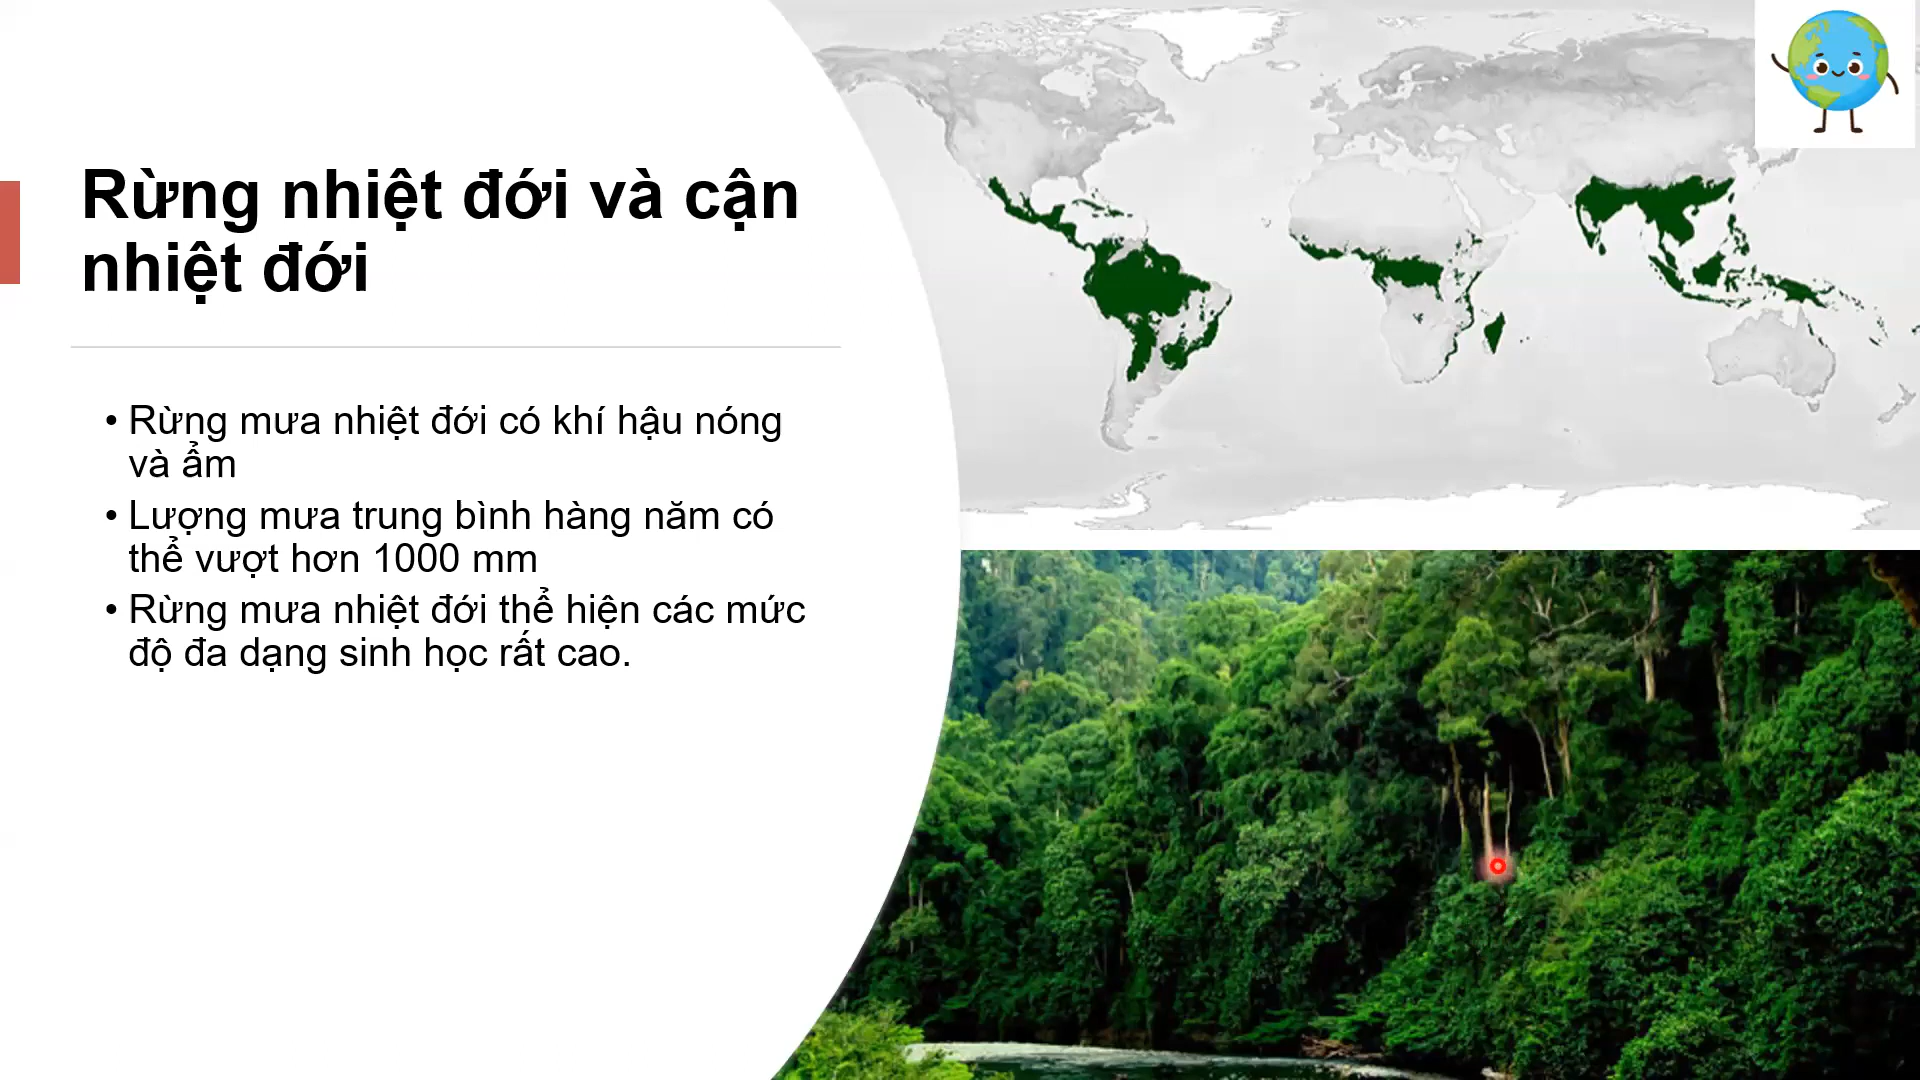 Rừng nhiệt đới và cận
nhiệt đới
• Rừng mưa nhiệt đới có khí hậu nóng
và ẩm
• Lượng mưa trung bình hàng năm có
thể vượt hơn 1000 mm
• Rừng mưa nhiệt đới thể hiện các mức
độ đa dạng sinh học rất cao.